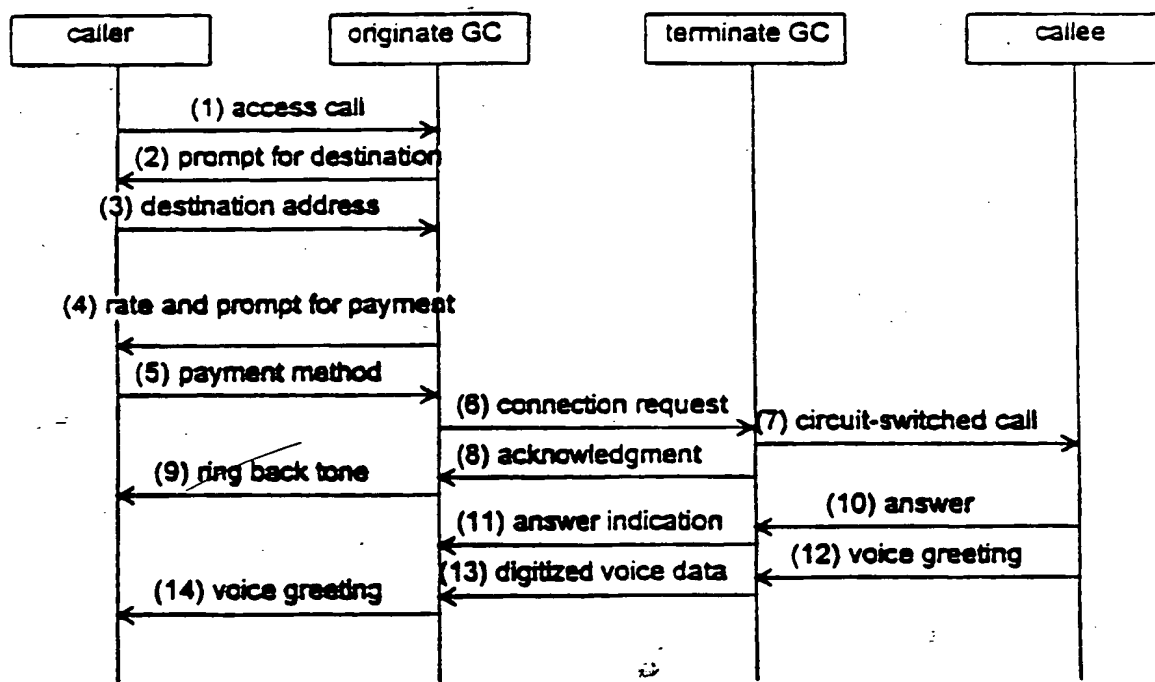 caller
originate GC
terminate GC
callee
(1) access call
(2) prompt for destination
(3) destination address
(4) rate and prompt for payment
(5) payment method
(6) connection request
(7) circuit-switched call
(8) acknowledgment
(9) ring back tone
(10) answer
(11) answer indication
(12) voice greeting
(13) digitized voice data
(14) voice greeting